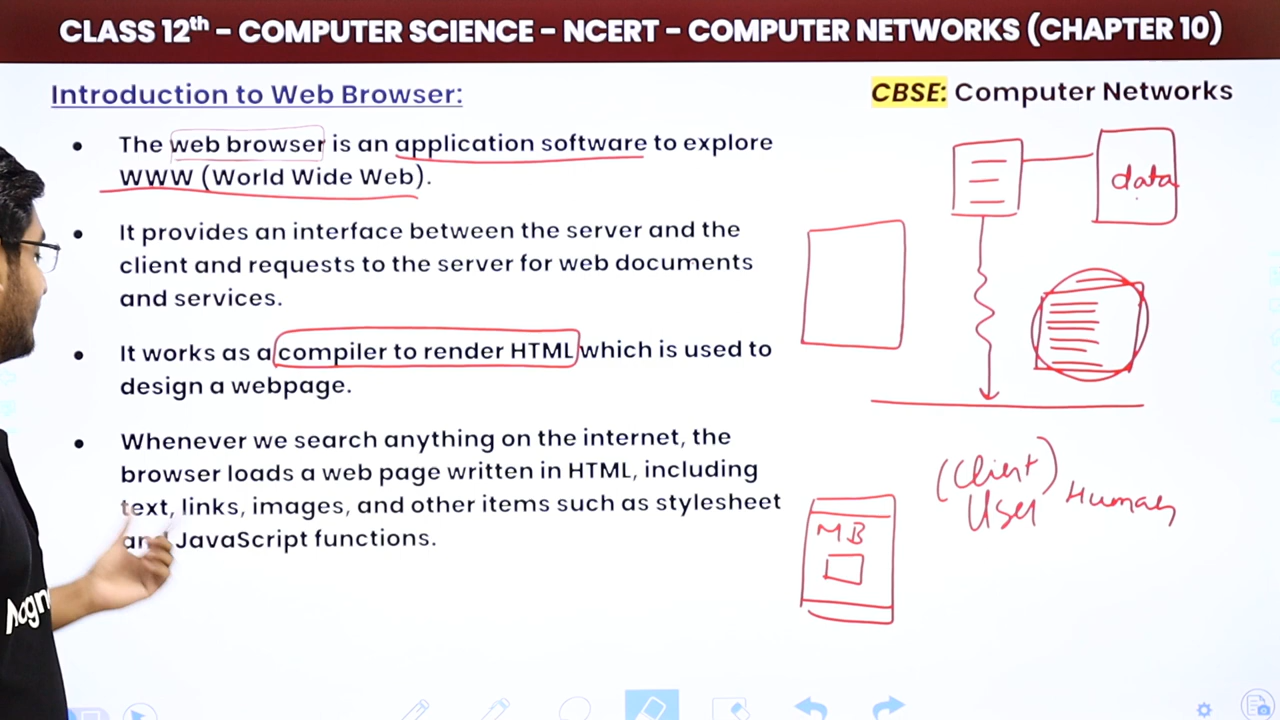 CLASS 12th – COMPUTER SCIENCE – NCERT – COMPUTER NETWORKS (CHAPTER 10)
Introduction to Web Browser:
CBSE: Computer Networks
• The web browser is an application software to explore
WWW (World Wide Web).
• It provides an interface between the server and the
client and requests to the server for web documents
and services.
• It works as a compiler to render HTML which is used to
design a webpage.
• Whenever we search anything on the internet, the
browser loads a web page written in HTML, including
text, links, images, and other items such as stylesheet
and JavaScript functions.
data
(Client)
User Humans
MB